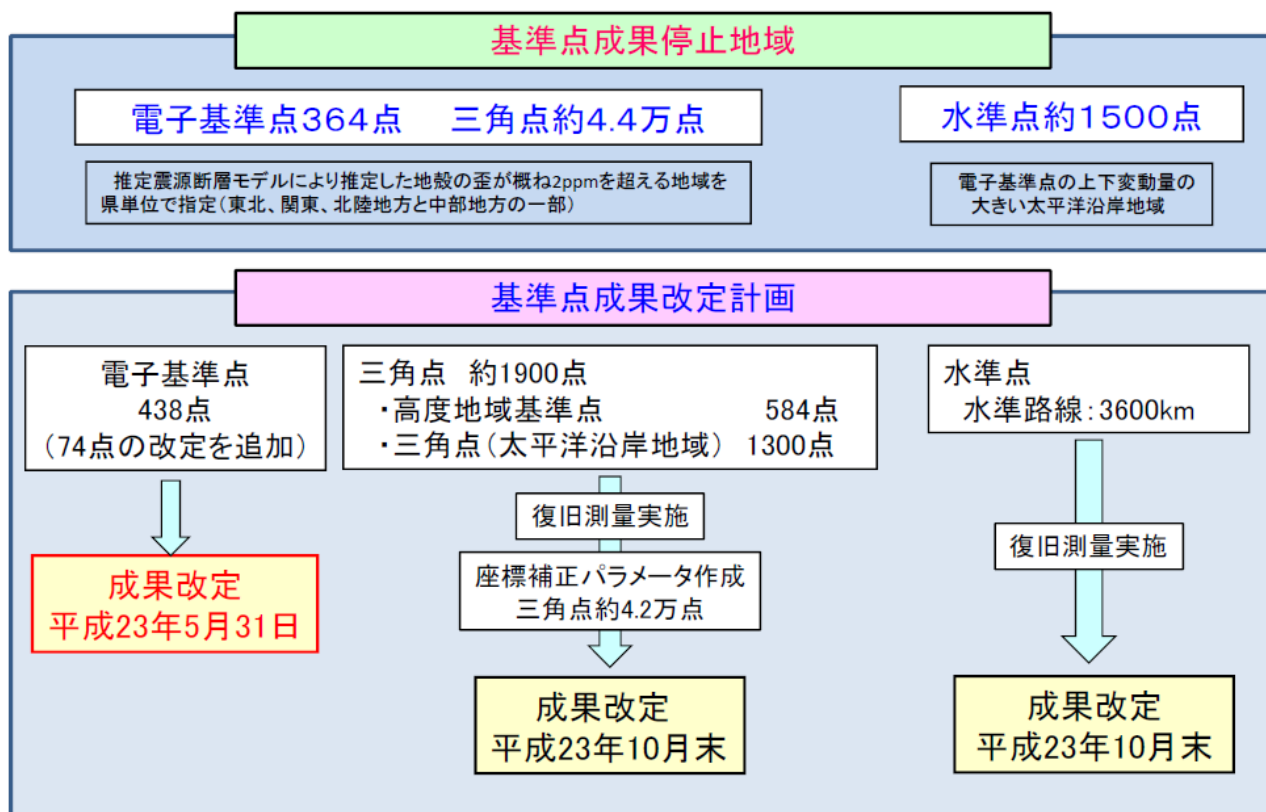 基準点成果停止地域
電子基準点364点　三角点約4.4万点
水準点約1500点
推定震源断層モデルにより推定した地殻の歪が概ね2ppmを超える地域を
県単位で指定(東北、関東、北陸地方と中部地方の一部)
電子基準点の上下変動量の
大きい太平洋沿岸地域
基準点成果改定計画
電子基準点
438点
(74点の改定を追加)
成果改定
平成23年5月31日
三角点　約1900点
・高度地域基準点　584点
・三角点(太平洋沿岸地域)　1300点
復旧測量実施
座標補正パラメータ作成
三角点約4.2万点
成果改定
平成23年10月末
水準点
水準路線:3600km
復旧測量実施
成果改定
平成23年10月末